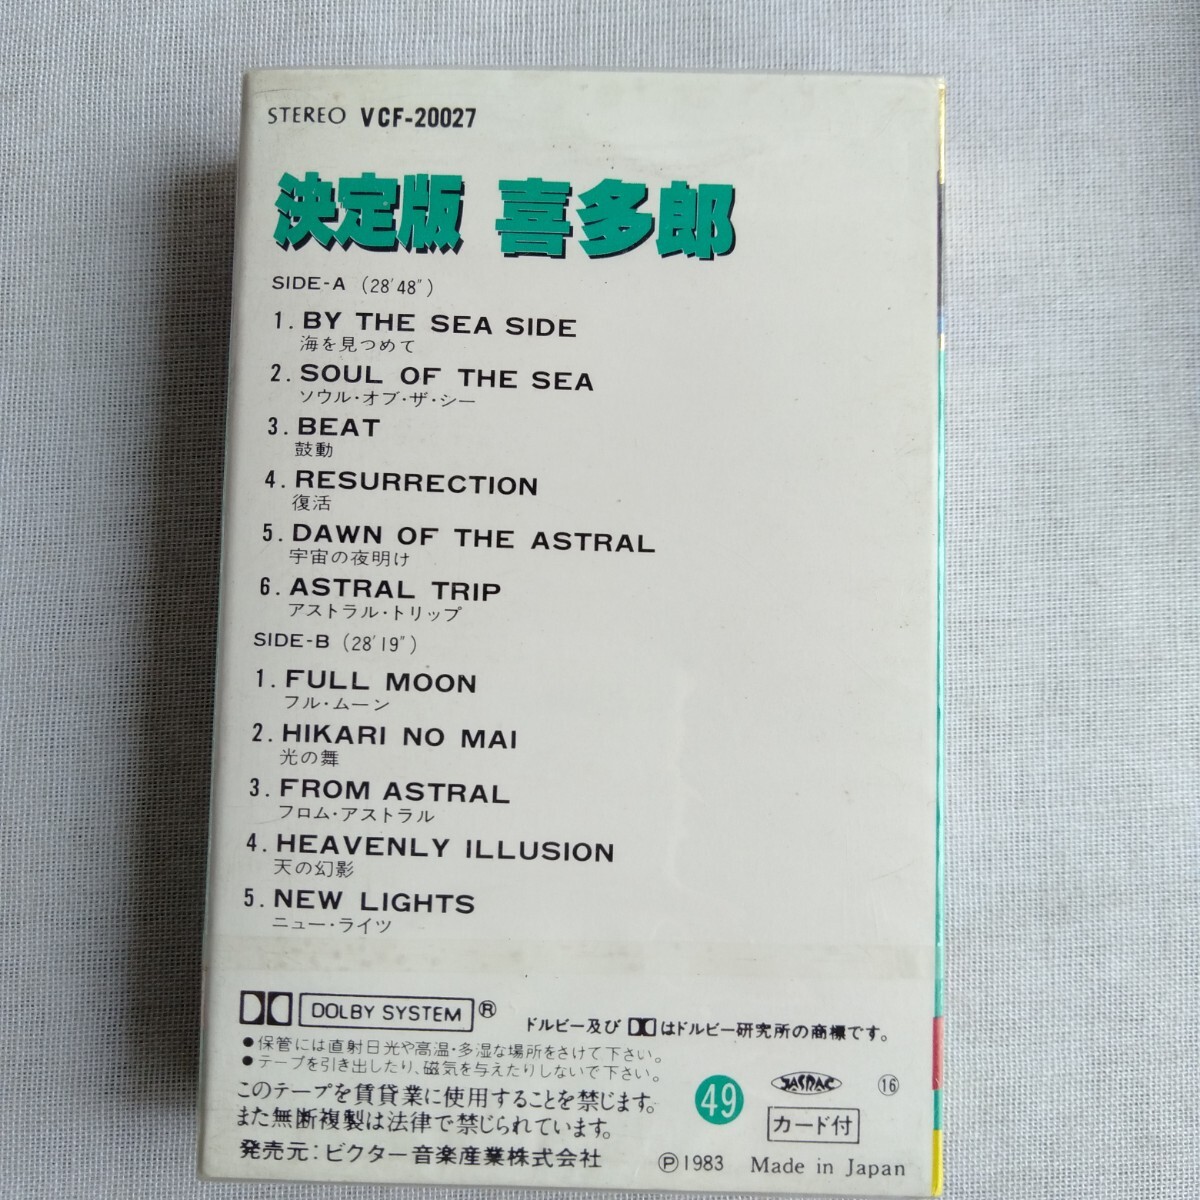 STEREO VCF-20027
決定版 喜多郎
SIDE-A (28'48")
1. BY THE SEA SIDE
海を見つめて
2. SOUL OF THE SEA
ソウル・オブ・ザ・シー
3. BEAT
鼓動
4. RESURRECTION
復活
5. DAWN OF THE ASTRAL
宇宙の夜明け
6. ASTRAL TRIP
アストラル・トリップ
SIDE-B (28'19")
1. FULL MOON
フル・ムーン
2. HIKARI NO MAI
光の舞
3. FROM ASTRAL
フロム・アストラル
4. HEAVENLY ILLUSION
天の幻影
5. NEW LIGHTS
ニュー・ライツ
DOLBY SYSTEM ® ドルビー及び はドルビー研究所の商標です。
●保管には直射日光や高温・多湿な場所をさけて下さい。
●テープを引き出したり、磁気を与えたりしないで下さい。
このテープを賃貸業に使用することを禁じます。
また無断複製は法律で禁じられています。
49 JASRAC ⑯
カード付
発売元:ビクター音楽産業株式会社 Ⓟ1983 Made in Japan